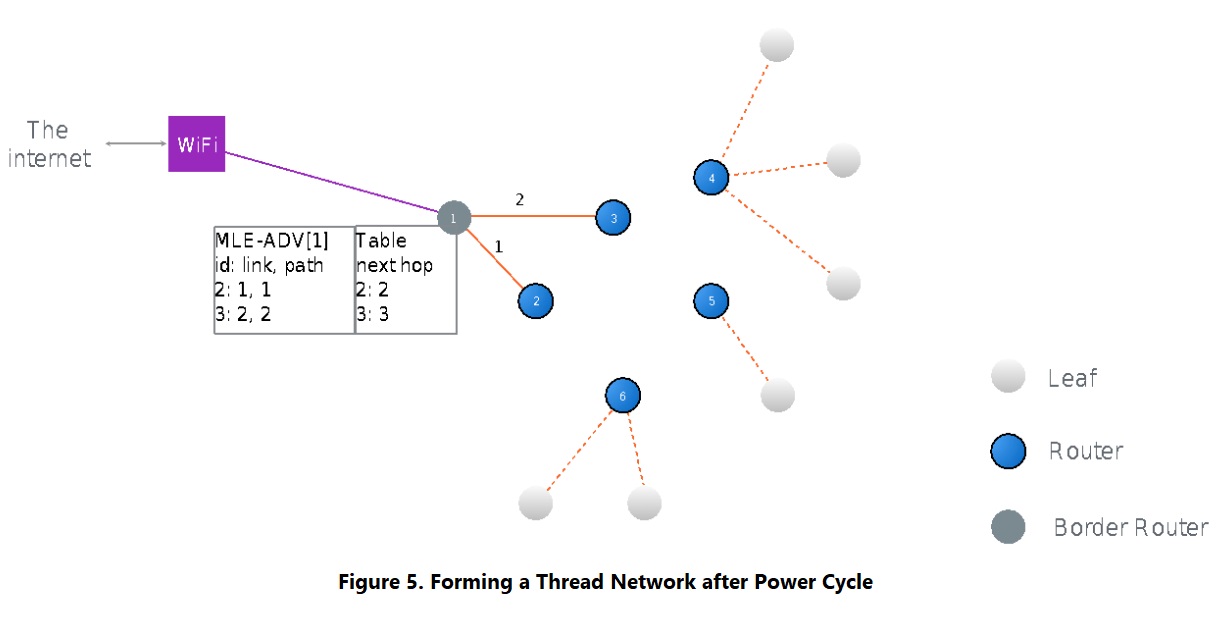 The
internet
WiFi
1
2
3
1
2
4
5
6
MLE-ADV[1]
id: link, path
2: 1, 1
3: 2, 2
Table
next hop
2: 2
3: 3
Leaf
Router
Border Router
Figure 5. Forming a Thread Network after Power Cycle